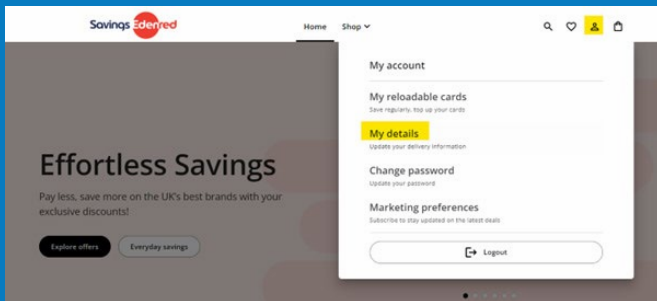 Savings Edenred
Home Shop
My account
My reloadable cards
Save regularly, top up your cards
My details
Update your delivery information
Change password
Update your password
Marketing preferences
Subscribe to stay updated on the latest deals
Logout
Effortless Savings
Pay less, save more on the UK's best brands with your
exclusive discounts!
Explore offers Everyday savings